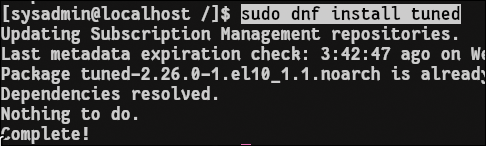 [sysadmin@localhost /]$ sudo dnf install tuned
Updating Subscription Management repositories.
Last metadata expiration check: 3:42:47 ago on We
Package tuned-2.26.0-1.el10_1.1.noarch is already
Dependencies resolved.
Nothing to do.
Complete!